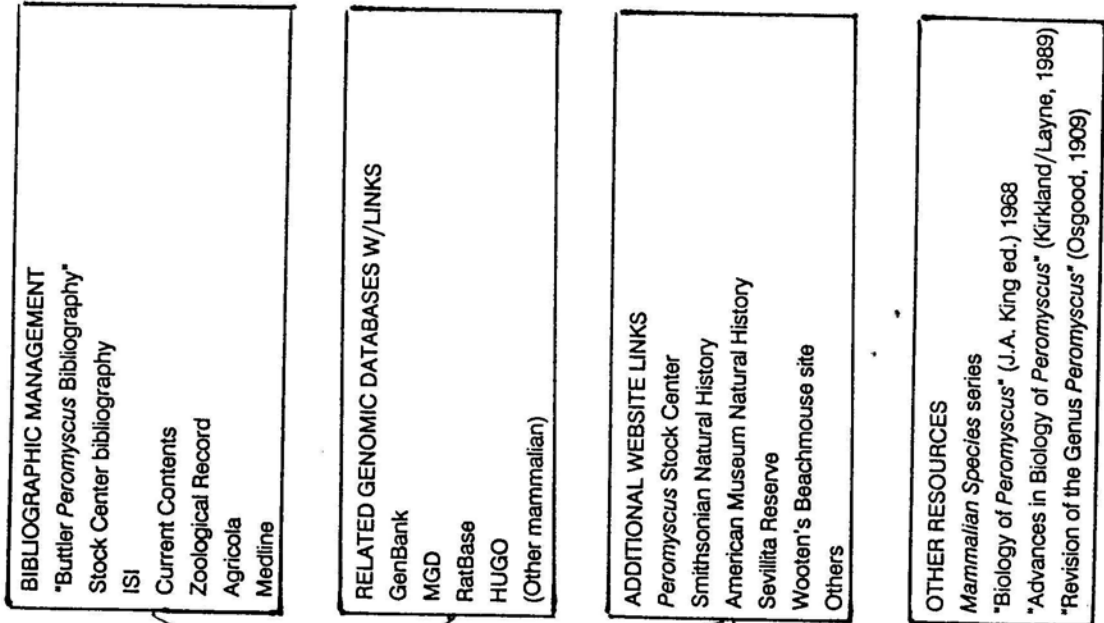 BIBLIOGRAPHIC MANAGEMENT
"Buttler Peromyscus Bibliography"
Stock Center bibliography
ISI
Current Contents
Zoological Record
Agricola
Medline
RELATED GENOMIC DATABASES W/LINKS
GenBank
MGD
RatBase
HUGO
(Other mammalian)
ADDITIONAL WEBSITE LINKS
Peromyscus Stock Center
Smithsonian Natural History
American Museum Natural History
Sevillita Reserve
Wooten's Beachmouse site
Others
OTHER RESOURCES
Mammalian Species series
"Biology of Peromyscus" (J.A. King ed.) 1968
"Advances in Biology of Peromyscus" (Kirkland/Layne, 1989)
"Revision of the Genus Peromyscus" (Osgood, 1909)